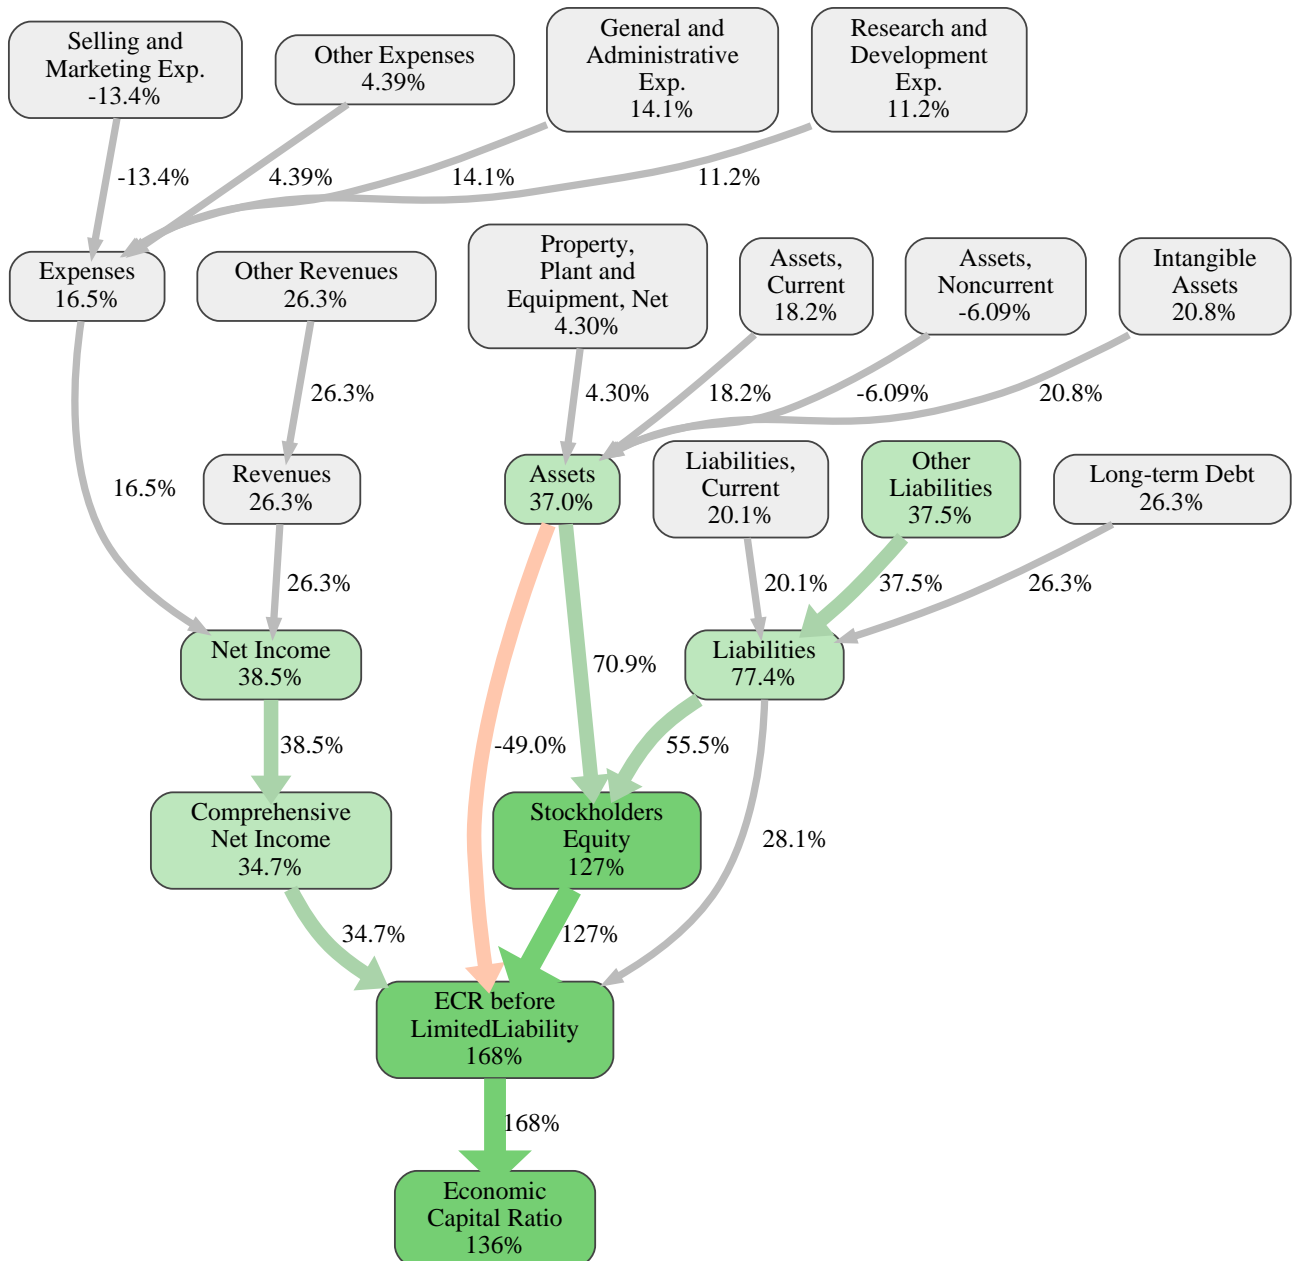 Selling and
Marketing Exp.
-13.4%
Other Expenses
4.39%
General and
Administrative
Exp.
14.1%
Research and
Development
Exp.
11.2%
-13.4%
4.39%
14.1%
11.2%
Expenses
16.5%
Other Revenues
26.3%
Property,
Plant and
Equipment, Net
4.30%
Assets,
Current
18.2%
Assets,
Noncurrent
-6.09%
Intangible
Assets
20.8%
26.3%
4.30%
18.2%
-6.09%
20.8%
16.5%
Revenues
26.3%
Assets
37.0%
Liabilities,
Current
20.1%
Other
Liabilities
37.5%
Long-term Debt
26.3%
26.3%
20.1%
37.5%
26.3%
Net Income
38.5%
70.9%
Liabilities
77.4%
38.5%
-49.0%
55.5%
Comprehensive
Net Income
34.7%
Stockholders
Equity
127%
28.1%
34.7%
127%
ECR before
LimitedLiability
168%
168%
Economic
Capital Ratio
136%